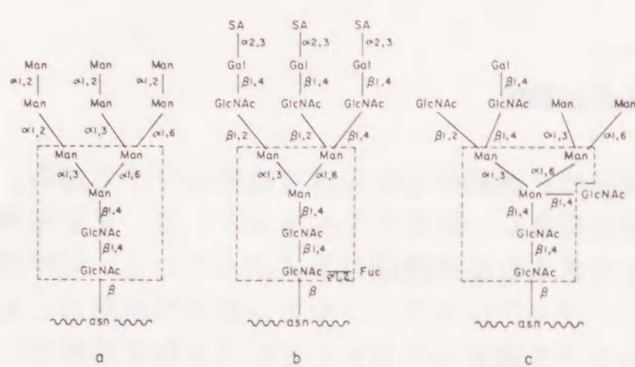 Man Man Man
α1,2 α1,2 α1,2
Man Man Man
α1,2 α1,3 α1,6
Man Man
α1,3 α1,6
Man
β1,4
GlcNAc
β1,4
GlcNAc
β
asn
a
SA SA SA
α2,3 α2,3 α2,3
Gal Gal Gal
β1,4 β1,4 β1,4
GlcNAc GlcNAc GlcNAc
β1,2 β1,2 β1,4
Man Man
α1,3 α1,6
Man
β1,4
GlcNAc
β1,4
GlcNAc α1,2 Fuc
β
asn
b
Gal
β1,4
GlcNAc GlcNAc Man Man
β1,2 β1,4 α1,3 α1,6
Man Man
α1,3 α1,6
Man β1,4 GlcNAc
β1,4
GlcNAc
β1,4
GlcNAc
β
asn
c